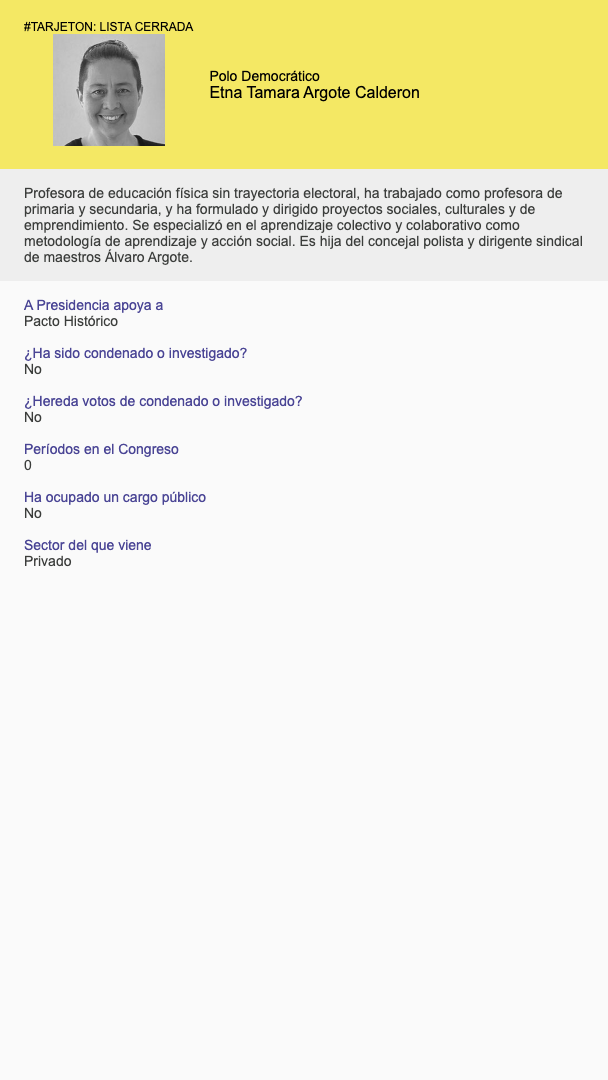 #TARJETON: LISTA CERRADA
Polo Democrático
Etna Tamara Argote Calderon
Profesora de educación física sin trayectoria electoral, ha trabajado como profesora de
primaria y secundaria, y ha formulado y dirigido proyectos sociales, culturales y de
emprendimiento. Se especializó en el aprendizaje colectivo y colaborativo como
metodología de aprendizaje y acción social. Es hija del concejal polista y dirigente sindical
de maestros Álvaro Argote.
A Presidencia apoya a
Pacto Histórico
¿Ha sido condenado o investigado?
No
¿Hereda votos de condenado o investigado?
No
Períodos en el Congreso
0
Ha ocupado un cargo público
No
Sector del que viene
Privado